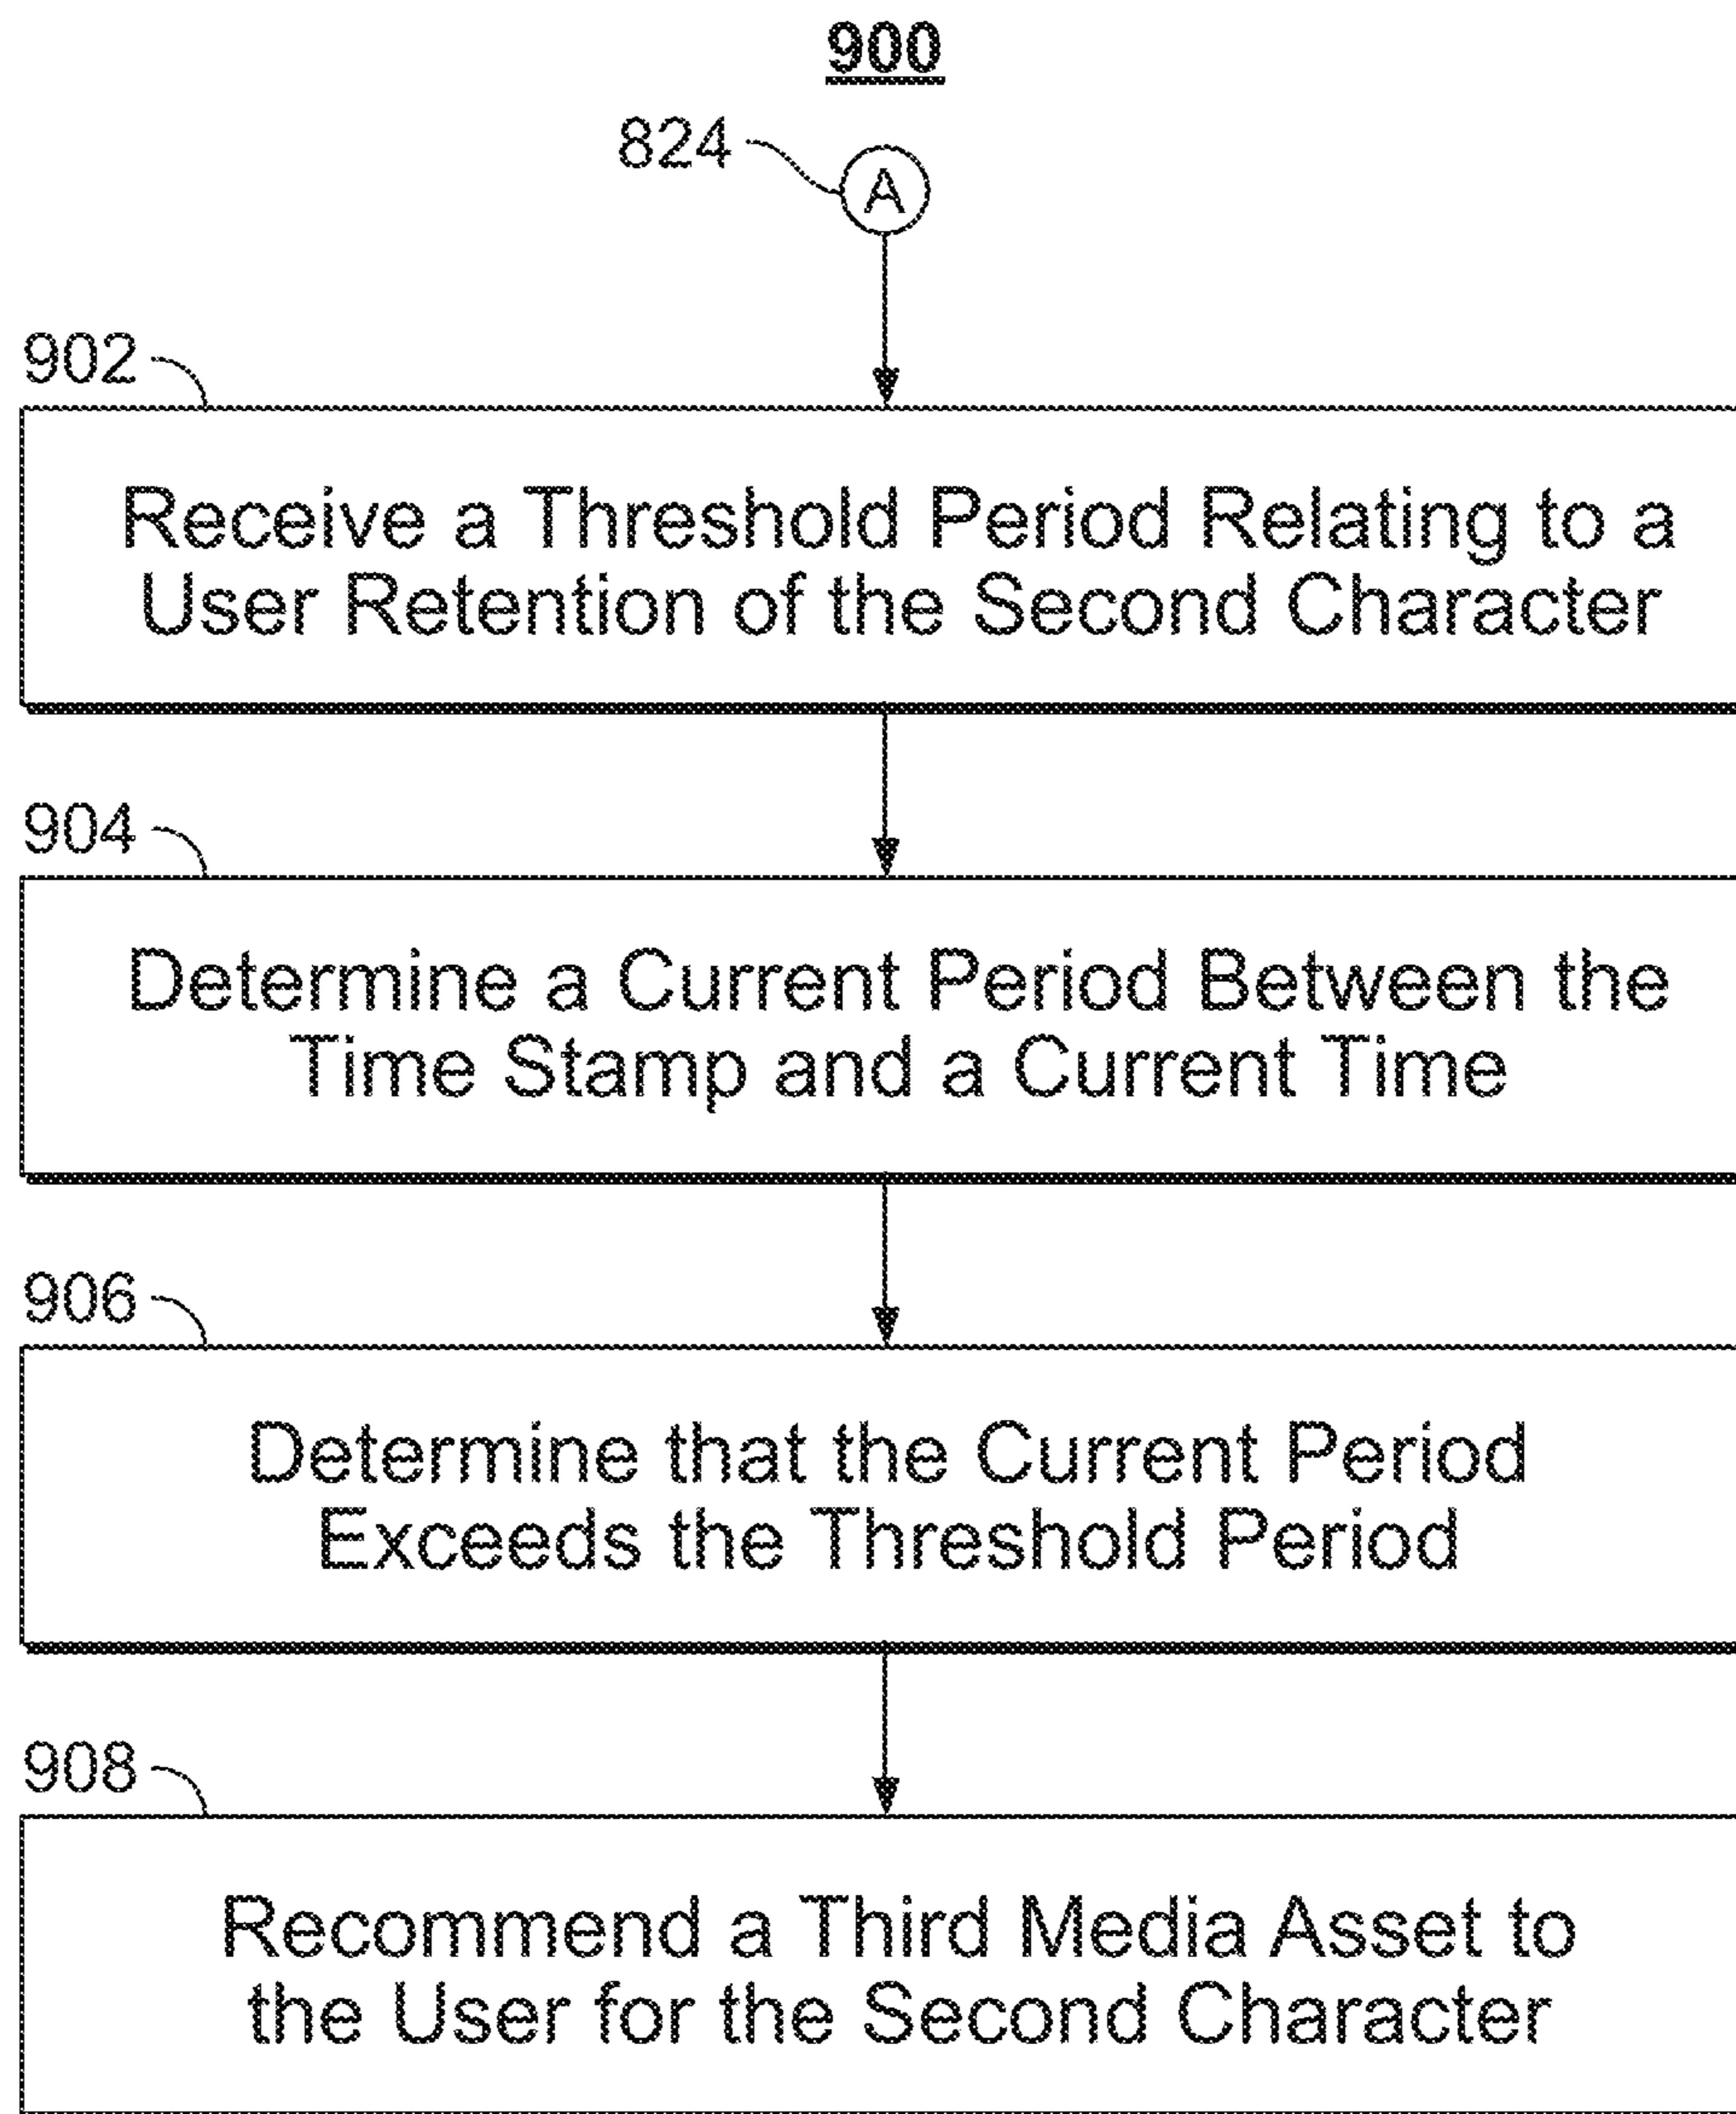 900
824
A
902
Receive a Threshold Period Relating to a
User Retention of the Second Character
904
Determine a Current Period Between the
Time Stamp and a Current Time
906
Determine that the Current Period
Exceeds the Threshold Period
908
Recommend a Third Media Asset to
the User for the Second Character